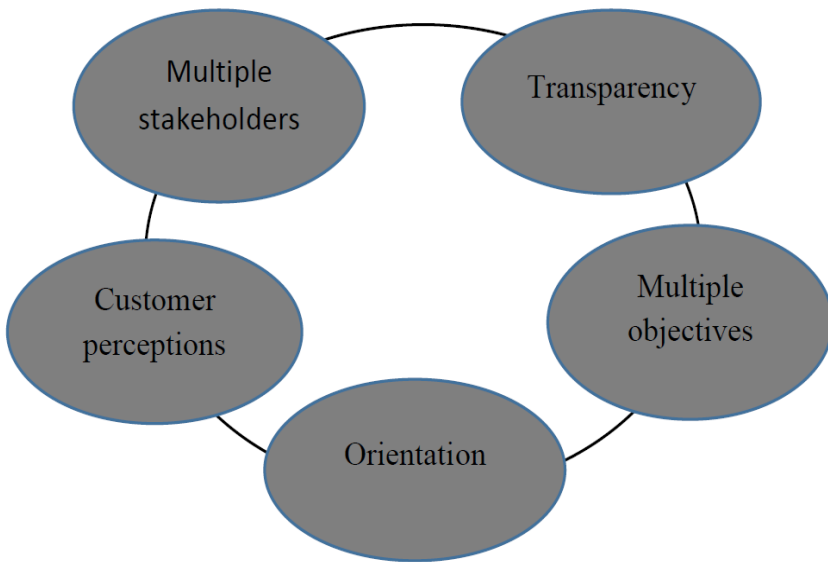 Multiple
stakeholders
Transparency
Customer
perceptions
Multiple
objectives
Orientation